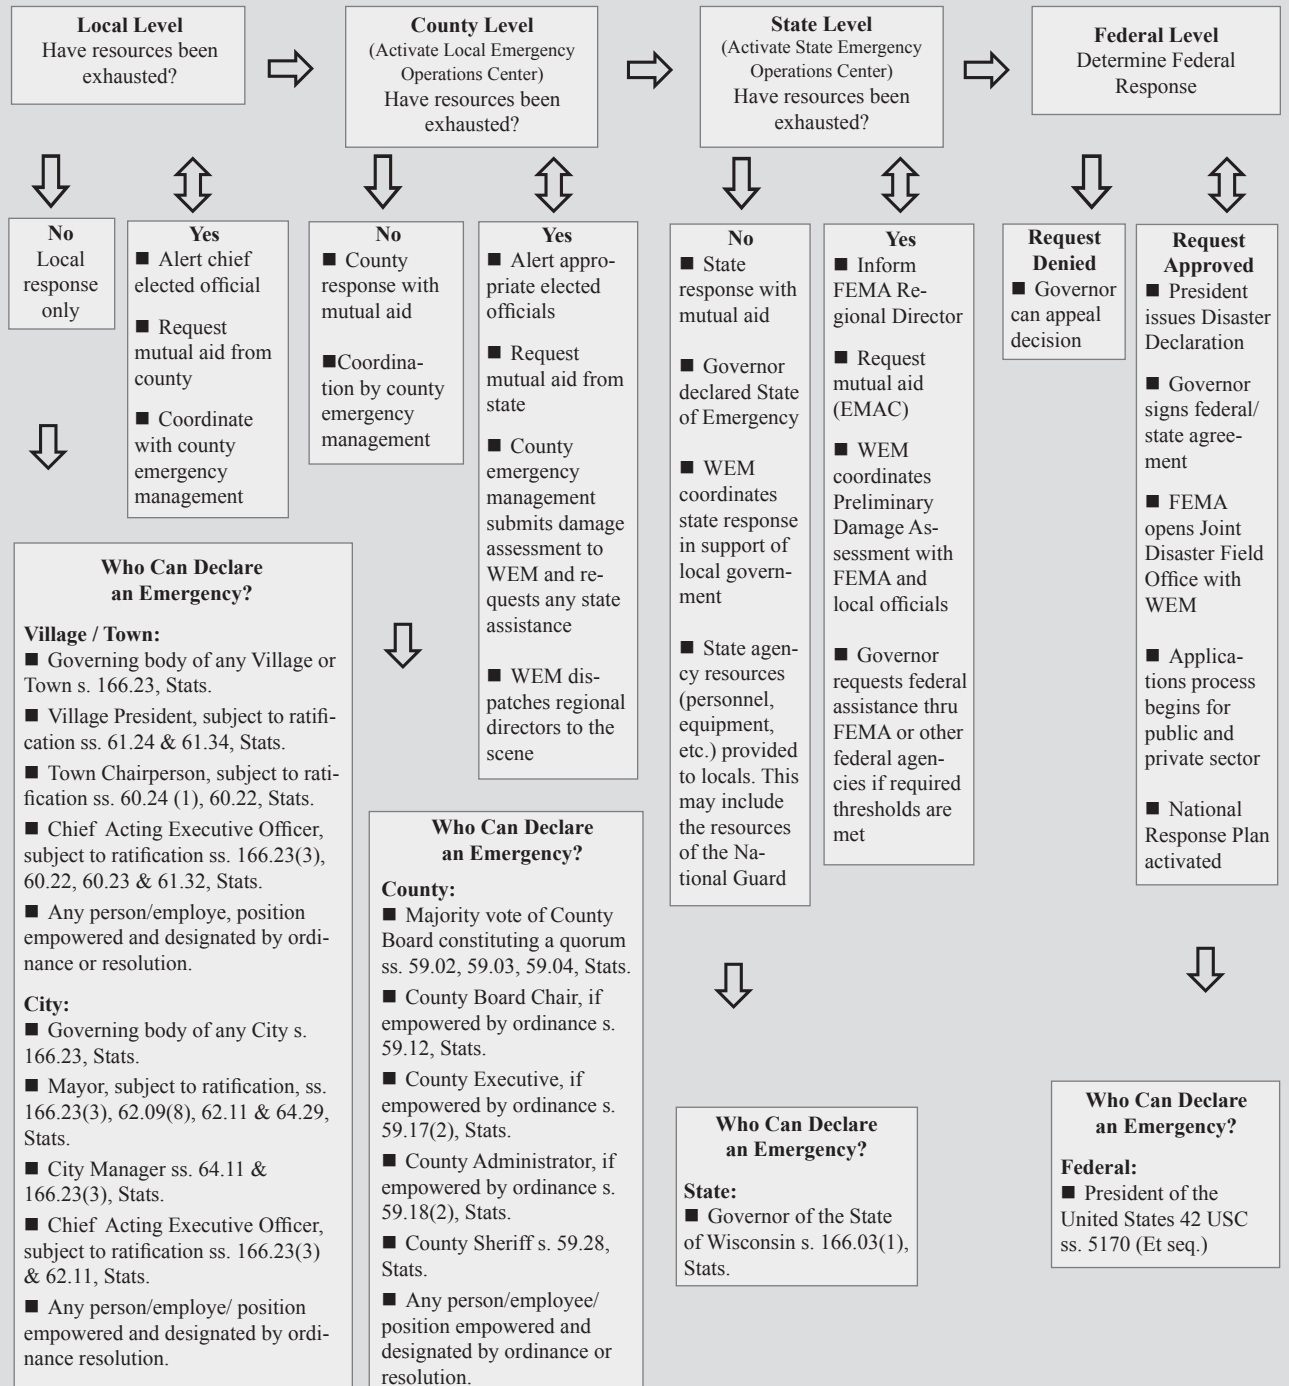 Local Level
Have resources been
exhausted?
County Level
(Activate Local Emergency
Operations Center)
Have resources been
exhausted?
State Level
(Activate State Emergency
Operations Center)
Have resources been
exhausted?
Federal Level
Determine Federal
Response
No
Local
response
only
Yes
■ Alert chief
elected official
■ Request
mutual aid from
county
■ Coordinate
with county
emergency
management
No
■ County
response with
mutual aid
■Coordina-
tion by county
emergency
management
Yes
■ Alert appro-
priate elected
officials
■ Request
mutual aid from
state
■ County
emergency
management
submits damage
assessment to
WEM and re-
quests any state
assistance
■ WEM dis-
patches regional
directors to the
scene
No
■ State
response with
mutual aid
■ Governor
declared State
of Emergency
■ WEM
coordinates
state response
in support of
local govern-
ment
■ State agen-
cy resources
(personnel,
equipment,
etc.) provided
to locals. This
may include
the resources
of the Na-
tional Guard
Yes
■ Inform
FEMA Re-
gional Director
■ Request
mutual aid
(EMAC)
■ WEM
coordinates
Preliminary
Damage As-
sessment with
FEMA and
local officials
■ Governor
requests federal
assistance thru
FEMA or other
federal agen-
cies if required
thresholds are
met
Request
Denied
■ Governor
can appeal
decision
Request
Approved
■ President
issues Disaster
Declaration
■ Governor
signs federal/
state agree-
ment
■ FEMA
opens Joint
Disaster Field
Office with
WEM
■ Applica-
tions process
begins for
public and
private sector
■ National
Response Plan
activated
Who Can Declare
an Emergency?
Village / Town:
■ Governing body of any Village or
Town s. 166.23, Stats.
■ Village President, subject to ratifi-
cation ss. 61.24 & 61.34, Stats.
■ Town Chairperson, subject to rati-
fication ss. 60.24 (1), 60.22, Stats.
■ Chief Acting Executive Officer,
subject to ratification ss. 166.23(3),
60.22, 60.23 & 61.32, Stats.
■ Any person/employe, position
empowered and designated by ordi-
nance or resolution.
City:
■ Governing body of any City s.
166.23, Stats.
■ Mayor, subject to ratification, ss.
166.23(3), 62.09(8), 62.11 & 64.29,
Stats.
■ City Manager ss. 64.11 &
166.23(3), Stats.
■ Chief Acting Executive Officer,
subject to ratification ss. 166.23(3)
& 62.11, Stats.
■ Any person/employe/ position
empowered and designated by ordi-
nance resolution.
Who Can Declare
an Emergency?
County:
■ Majority vote of County
Board constituting a quorum
ss. 59.02, 59.03, 59.04, Stats.
■ County Board Chair, if
empowered by ordinance s.
59.12, Stats.
■ County Executive, if
empowered by ordinance s.
59.17(2), Stats.
■ County Administrator, if
empowered by ordinance s.
59.18(2), Stats.
■ County Sheriff s. 59.28,
Stats.
■ Any person/employee/
position empowered and
designated by ordinance or
resolution.
Who Can Declare
an Emergency?
State:
■ Governor of the State
of Wisconsin s. 166.03(1),
Stats.
Who Can Declare
an Emergency?
Federal:
■ President of the
United States 42 USC
ss. 5170 (Et seq.)